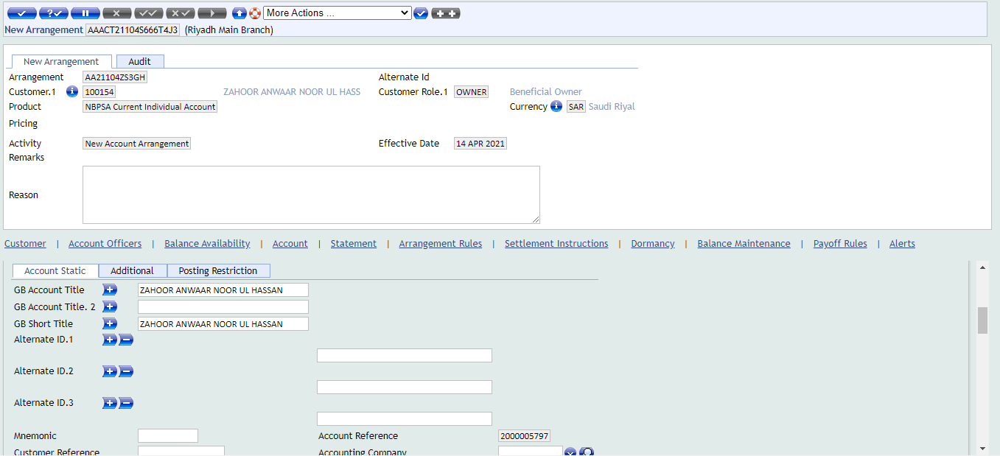 More Actions ...
New Arrangement AAACT21104S666T4J3 (Riyadh Main Branch)
New Arrangement Audit
Arrangement AA21104ZS3GH Alternate Id
Customer.1 100154 ZAHOOR ANWAAR NOOR UL HASS Customer Role.1 OWNER Beneficial Owner
Product NBPSA Current Individual Account Currency SAR Saudi Riyal
Pricing
Activity New Account Arrangement Effective Date 14 APR 2021
Remarks
Reason
Customer | Account Officers | Balance Availability | Account | Statement | Arrangement Rules | Settlement Instructions | Dormancy | Balance Maintenance | Payoff Rules | Alerts
Account Static Additional Posting Restriction
GB Account Title ZAHOOR ANWAAR NOOR UL HASSAN
GB Account Title. 2
GB Short Title ZAHOOR ANWAAR NOOR UL HASSAN
Alternate ID.1
Alternate ID.2
Alternate ID.3
Mnemonic Account Reference 2000005797
Customer Reference Accounting Company